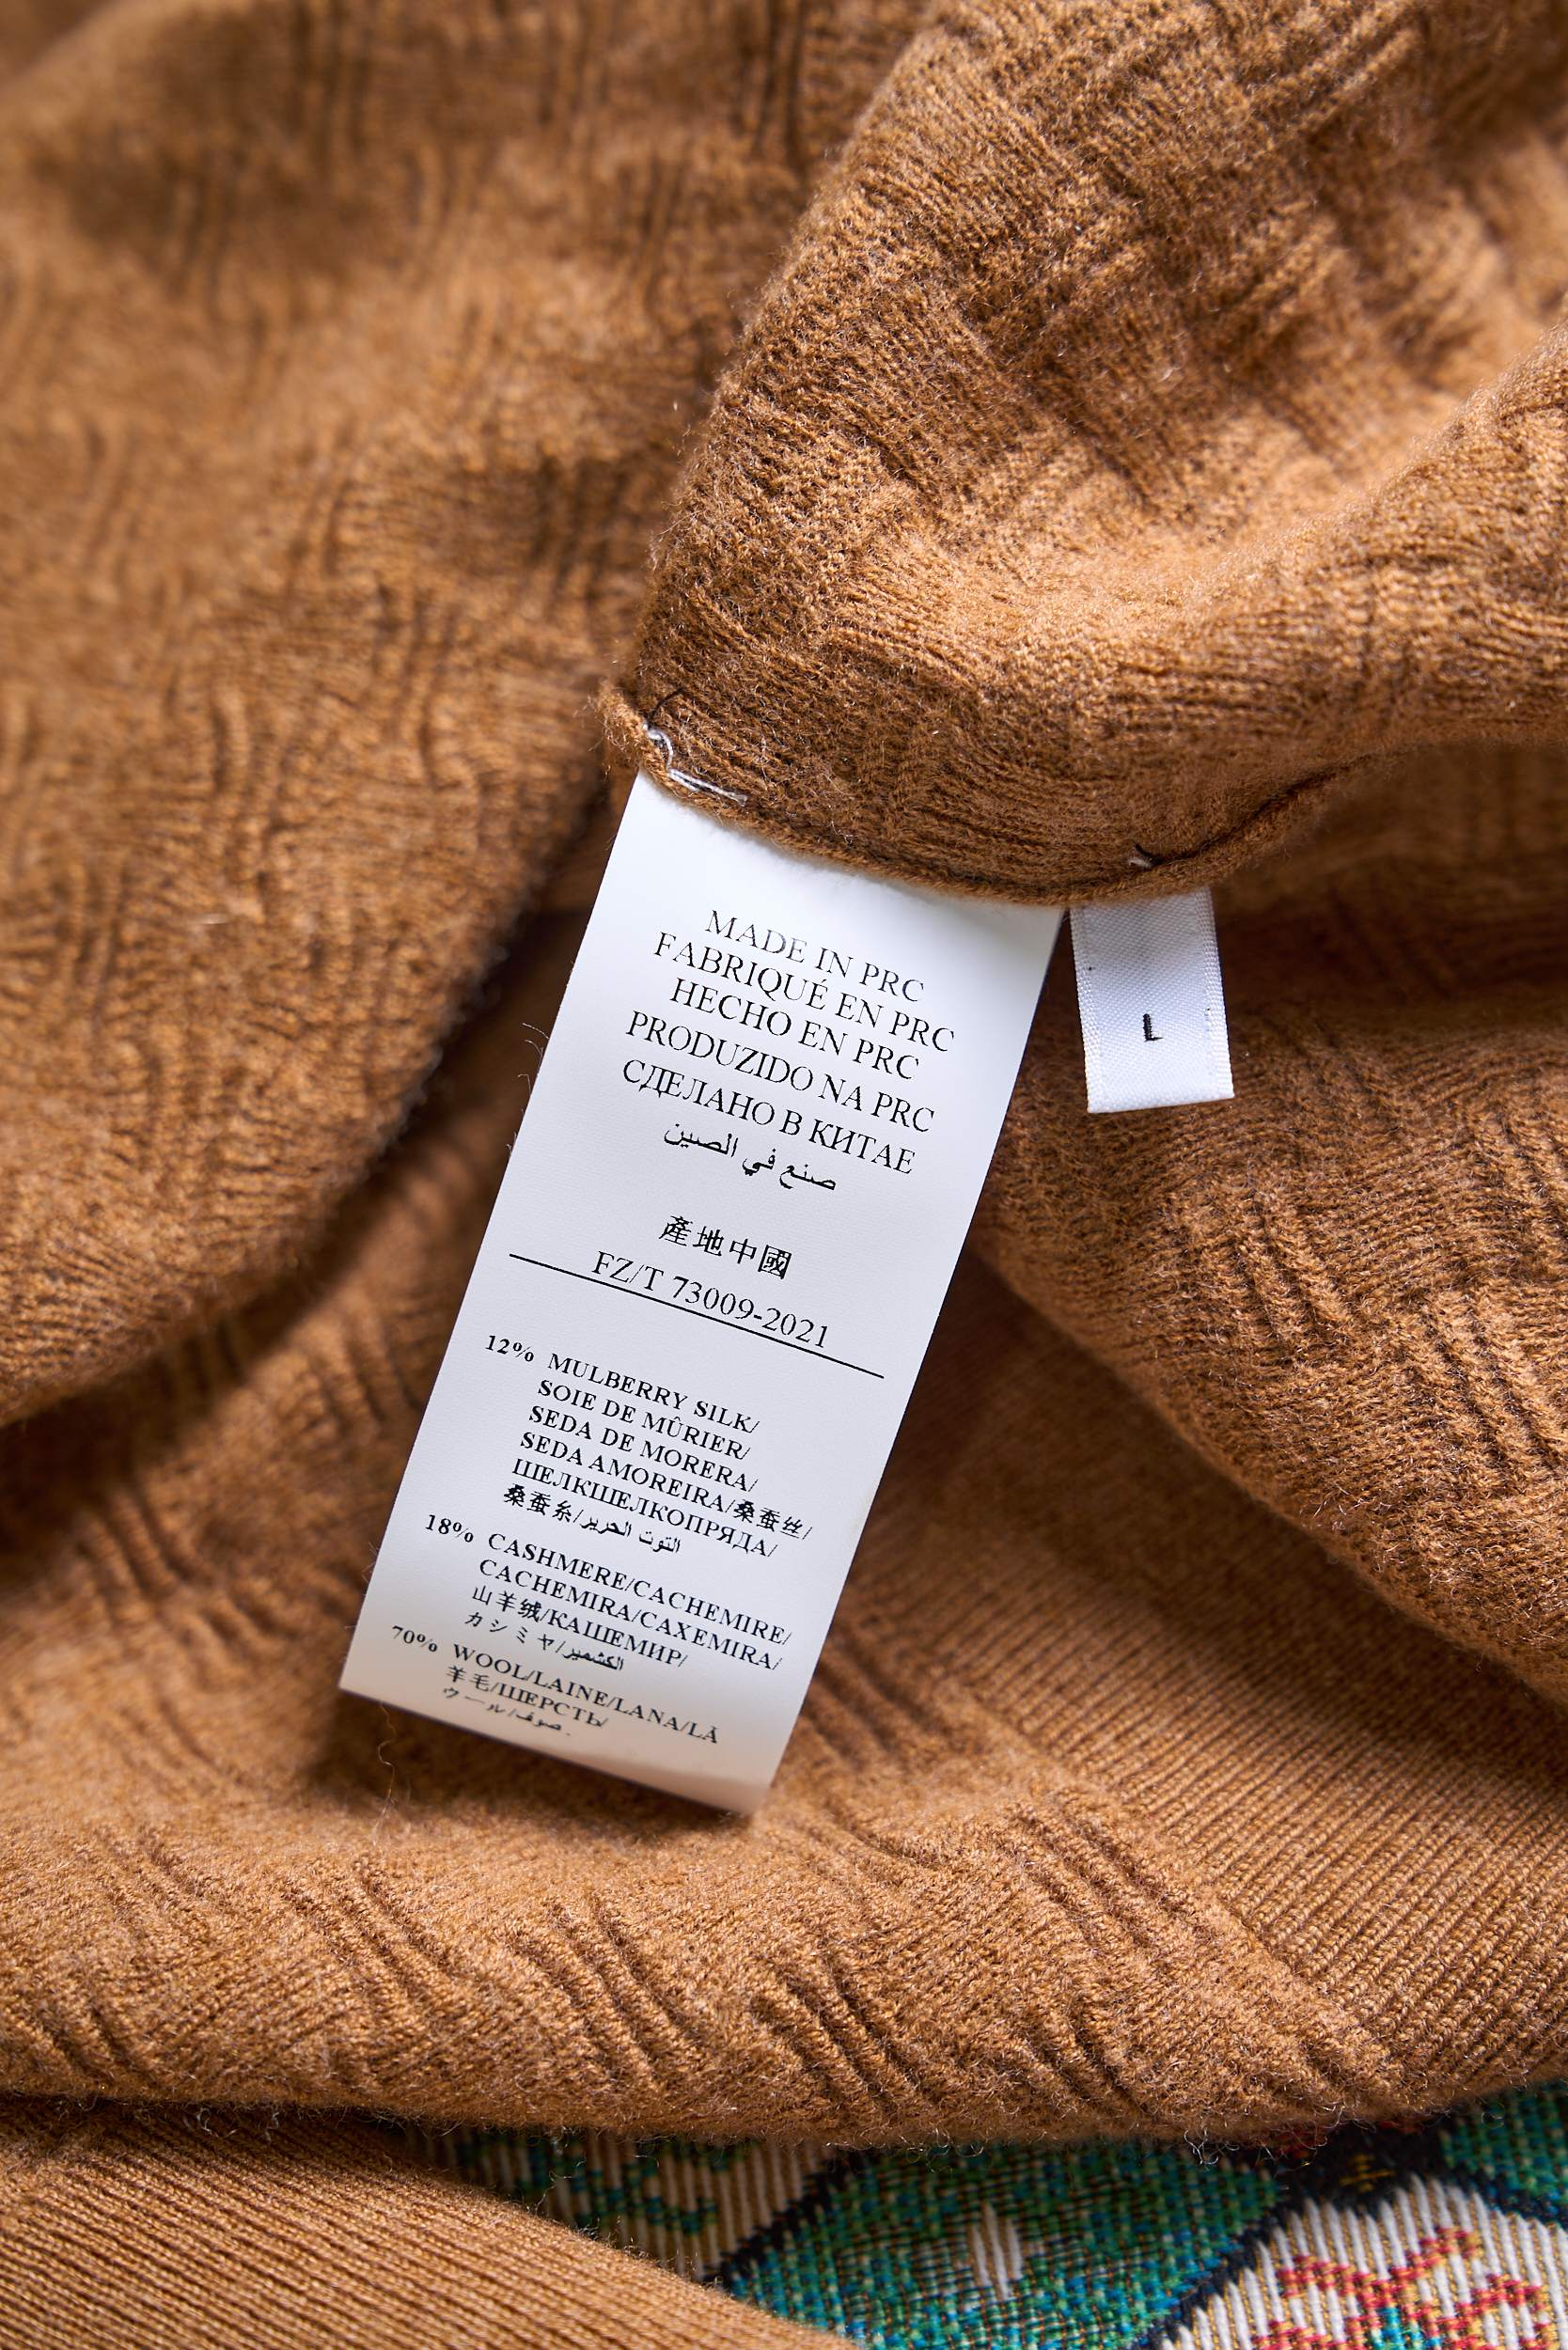 MADE IN PRC
FABRIQUÉ EN PRC
HECHO EN PRC
PRODUZIDO NA PRC
СДЕЛАНО В КИТАЕ
صنع في الصين
產地中國
FZ/T 73009-2021
12% MULBERRY SILK/
SOIE DE MÛRIER/
SEDA DE MORERA/
SEDA AMOREIRA/桑蚕丝/
ШЕЛКШЕЛКОПРЯДА/
桑蚕糸/التوت الحرير
18% CASHMERE/CACHEMIRE/
CACHEMIRA/CAXEMIRA/
山羊绒/КАШЕМИР/
カシミヤ/الكشمير
70% WOOL/LAINE/LANA/LÃ
羊毛/ШЕРСТЬ/
ウール/صوف.
L